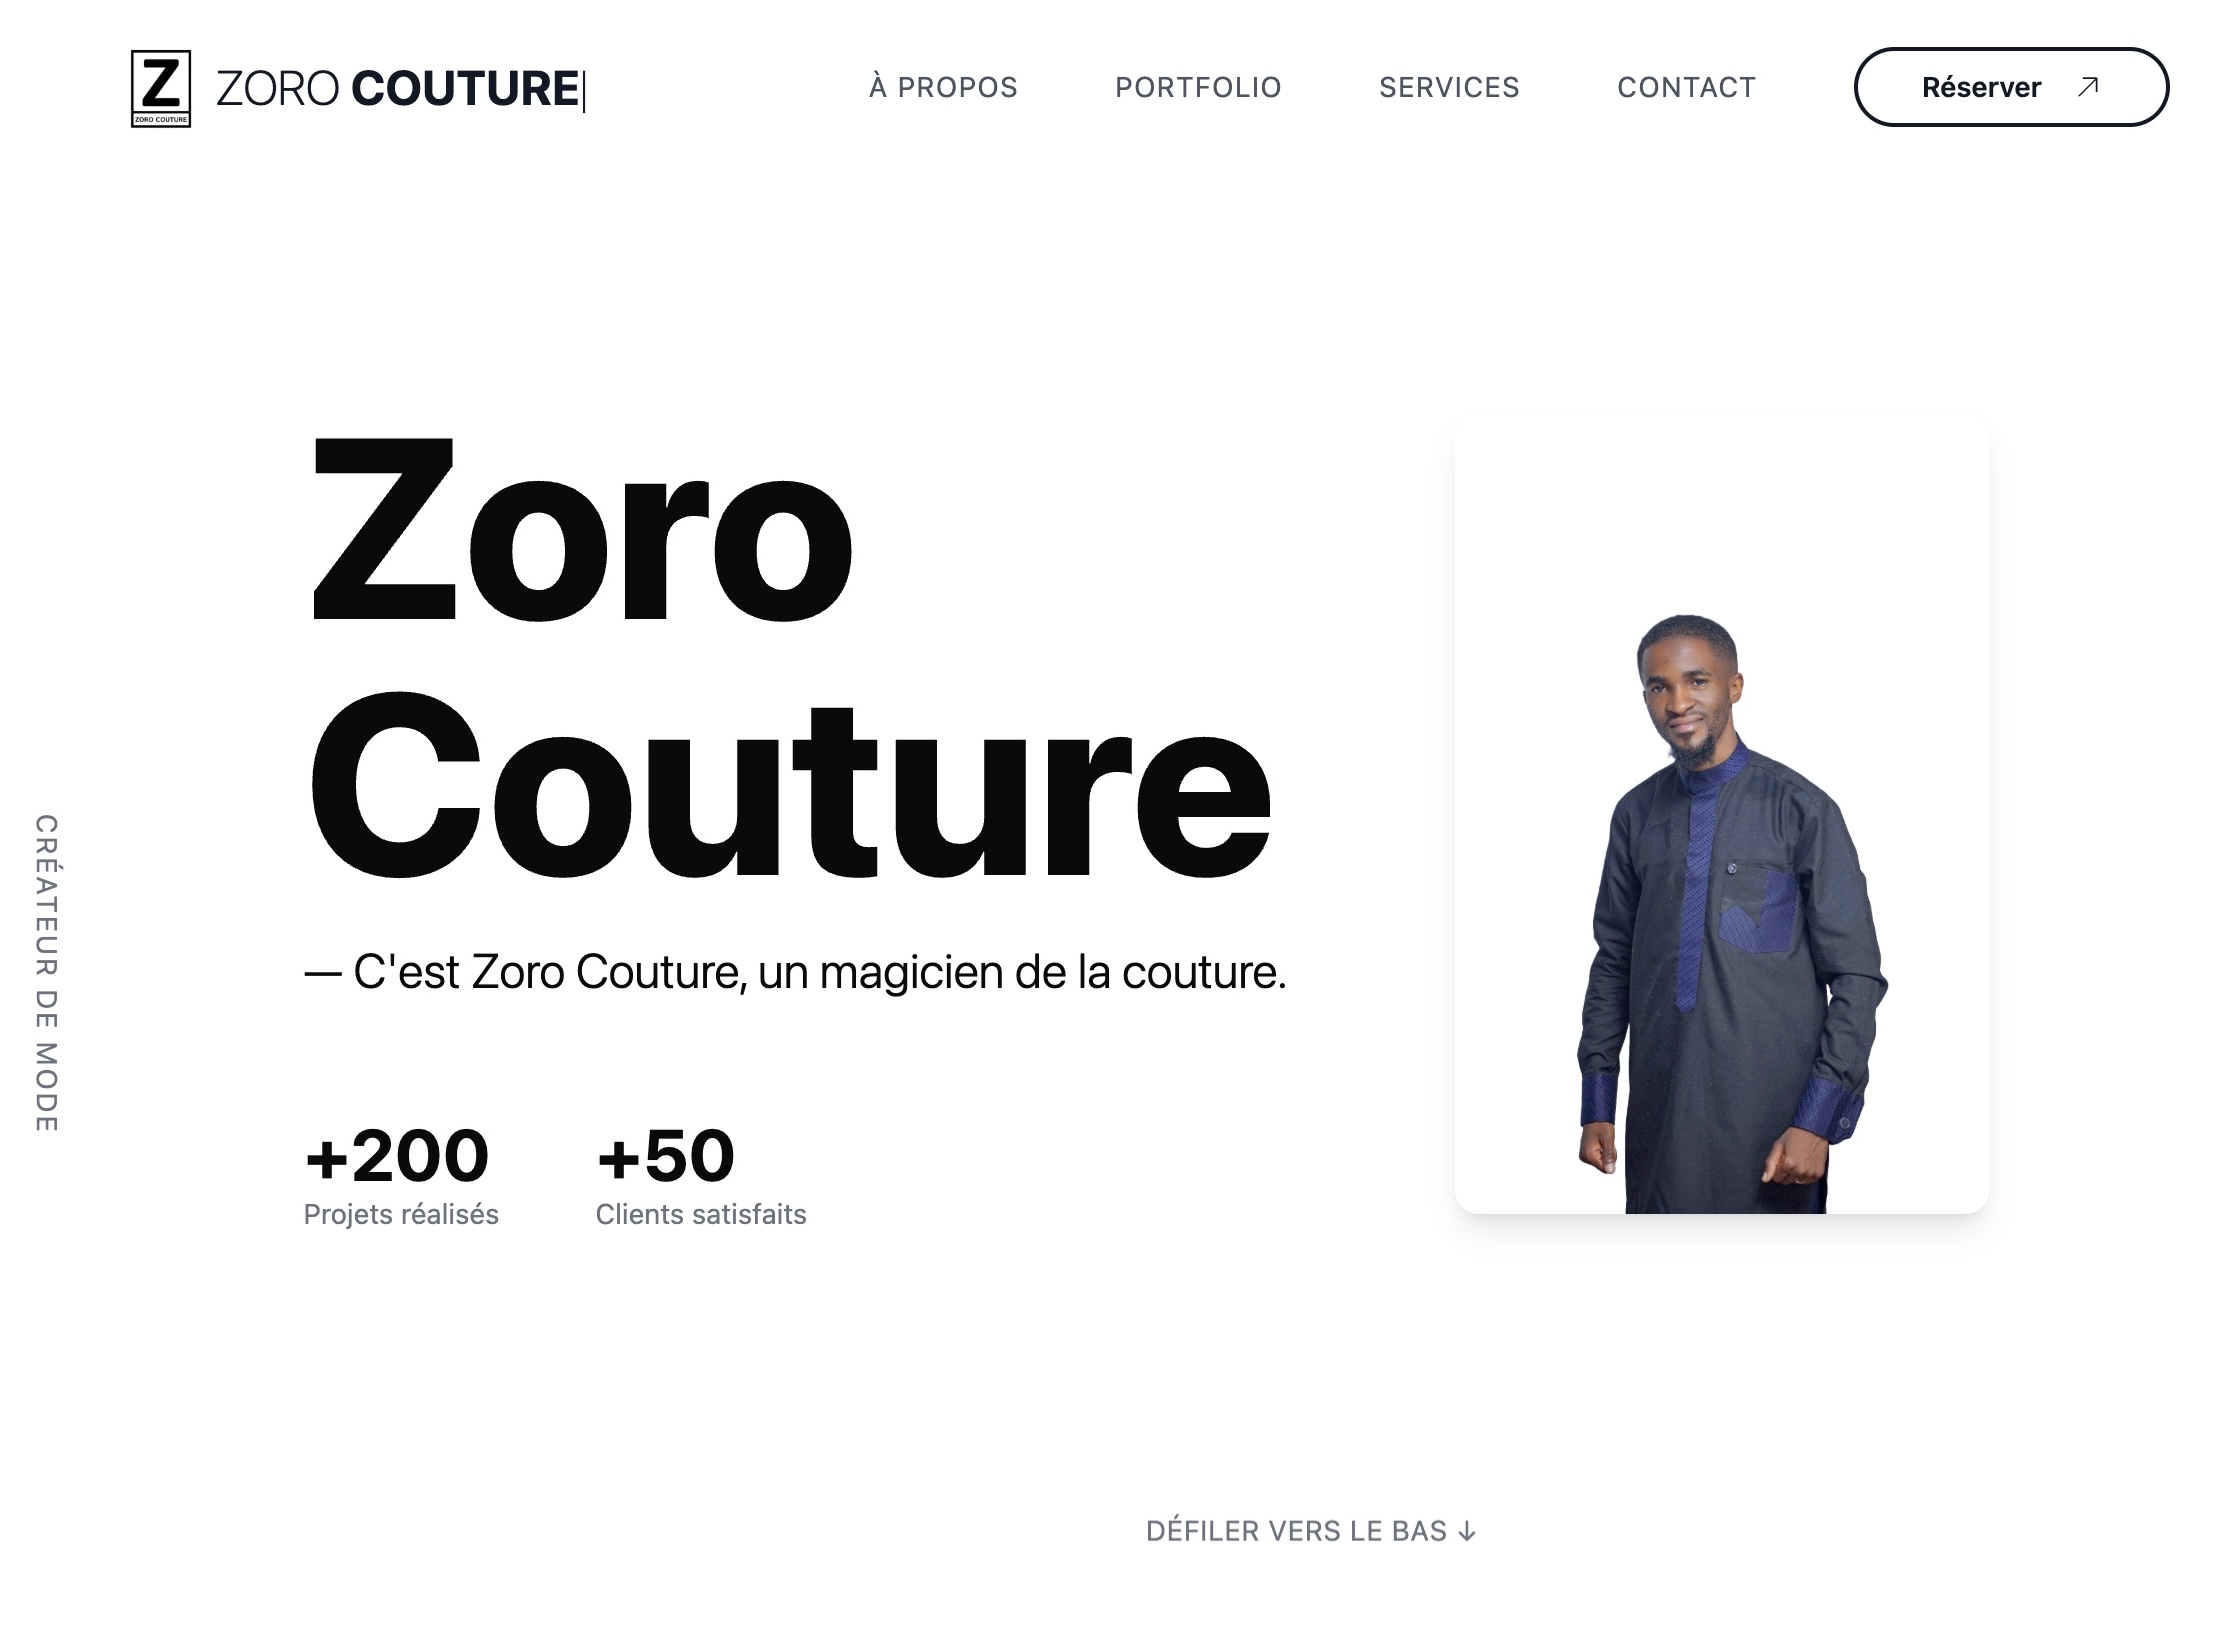 Z
ZORO COUTURE
ZORO COUTURE
À PROPOS
PORTFOLIO
SERVICES
CONTACT
Réserver
Zoro
Couture
— C'est Zoro Couture, un magicien de la couture.
+200
Projets réalisés
+50
Clients satisfaits
CRÉATEUR DE MODE
DÉFILER VERS LE BAS ↓